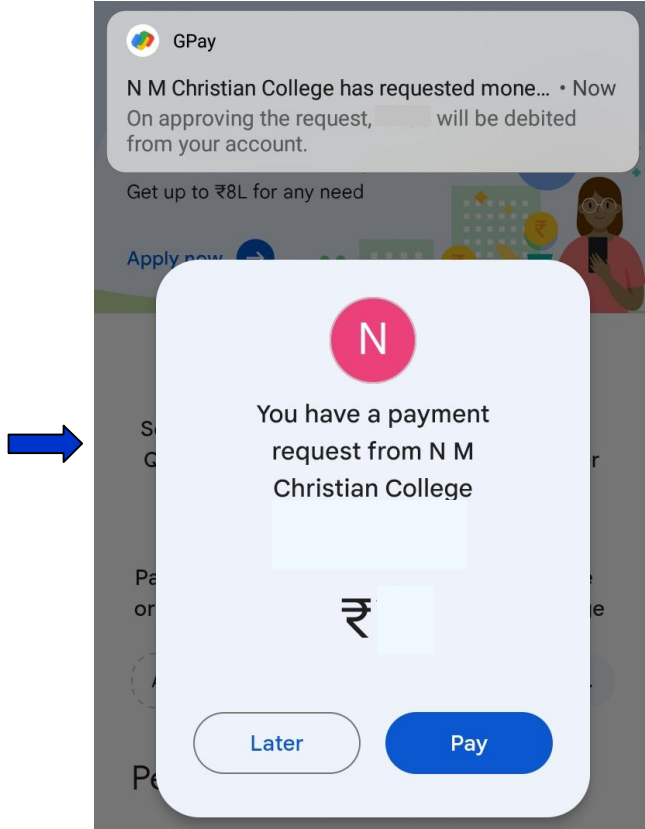 GPay
N M Christian College has requested mone... • Now
On approving the request, will be debited
from your account.
Get up to ₹8L for any need
Apply now
N
You have a payment
request from N M
Christian College
₹
Later
Pay